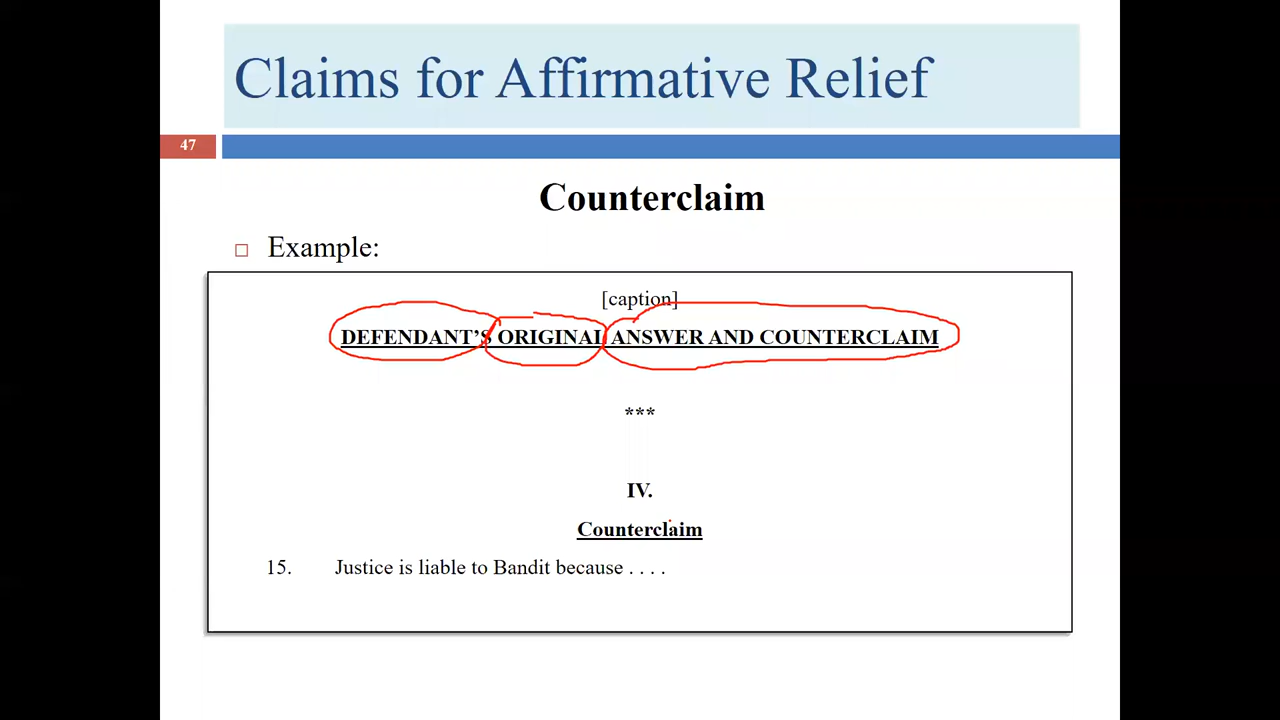 Claims for Affirmative Relief
47
Counterclaim
Example:
[caption]
DEFENDANT’S ORIGINAL ANSWER AND COUNTERCLAIM
***
IV.
Counterclaim
15. Justice is liable to Bandit because . . . .